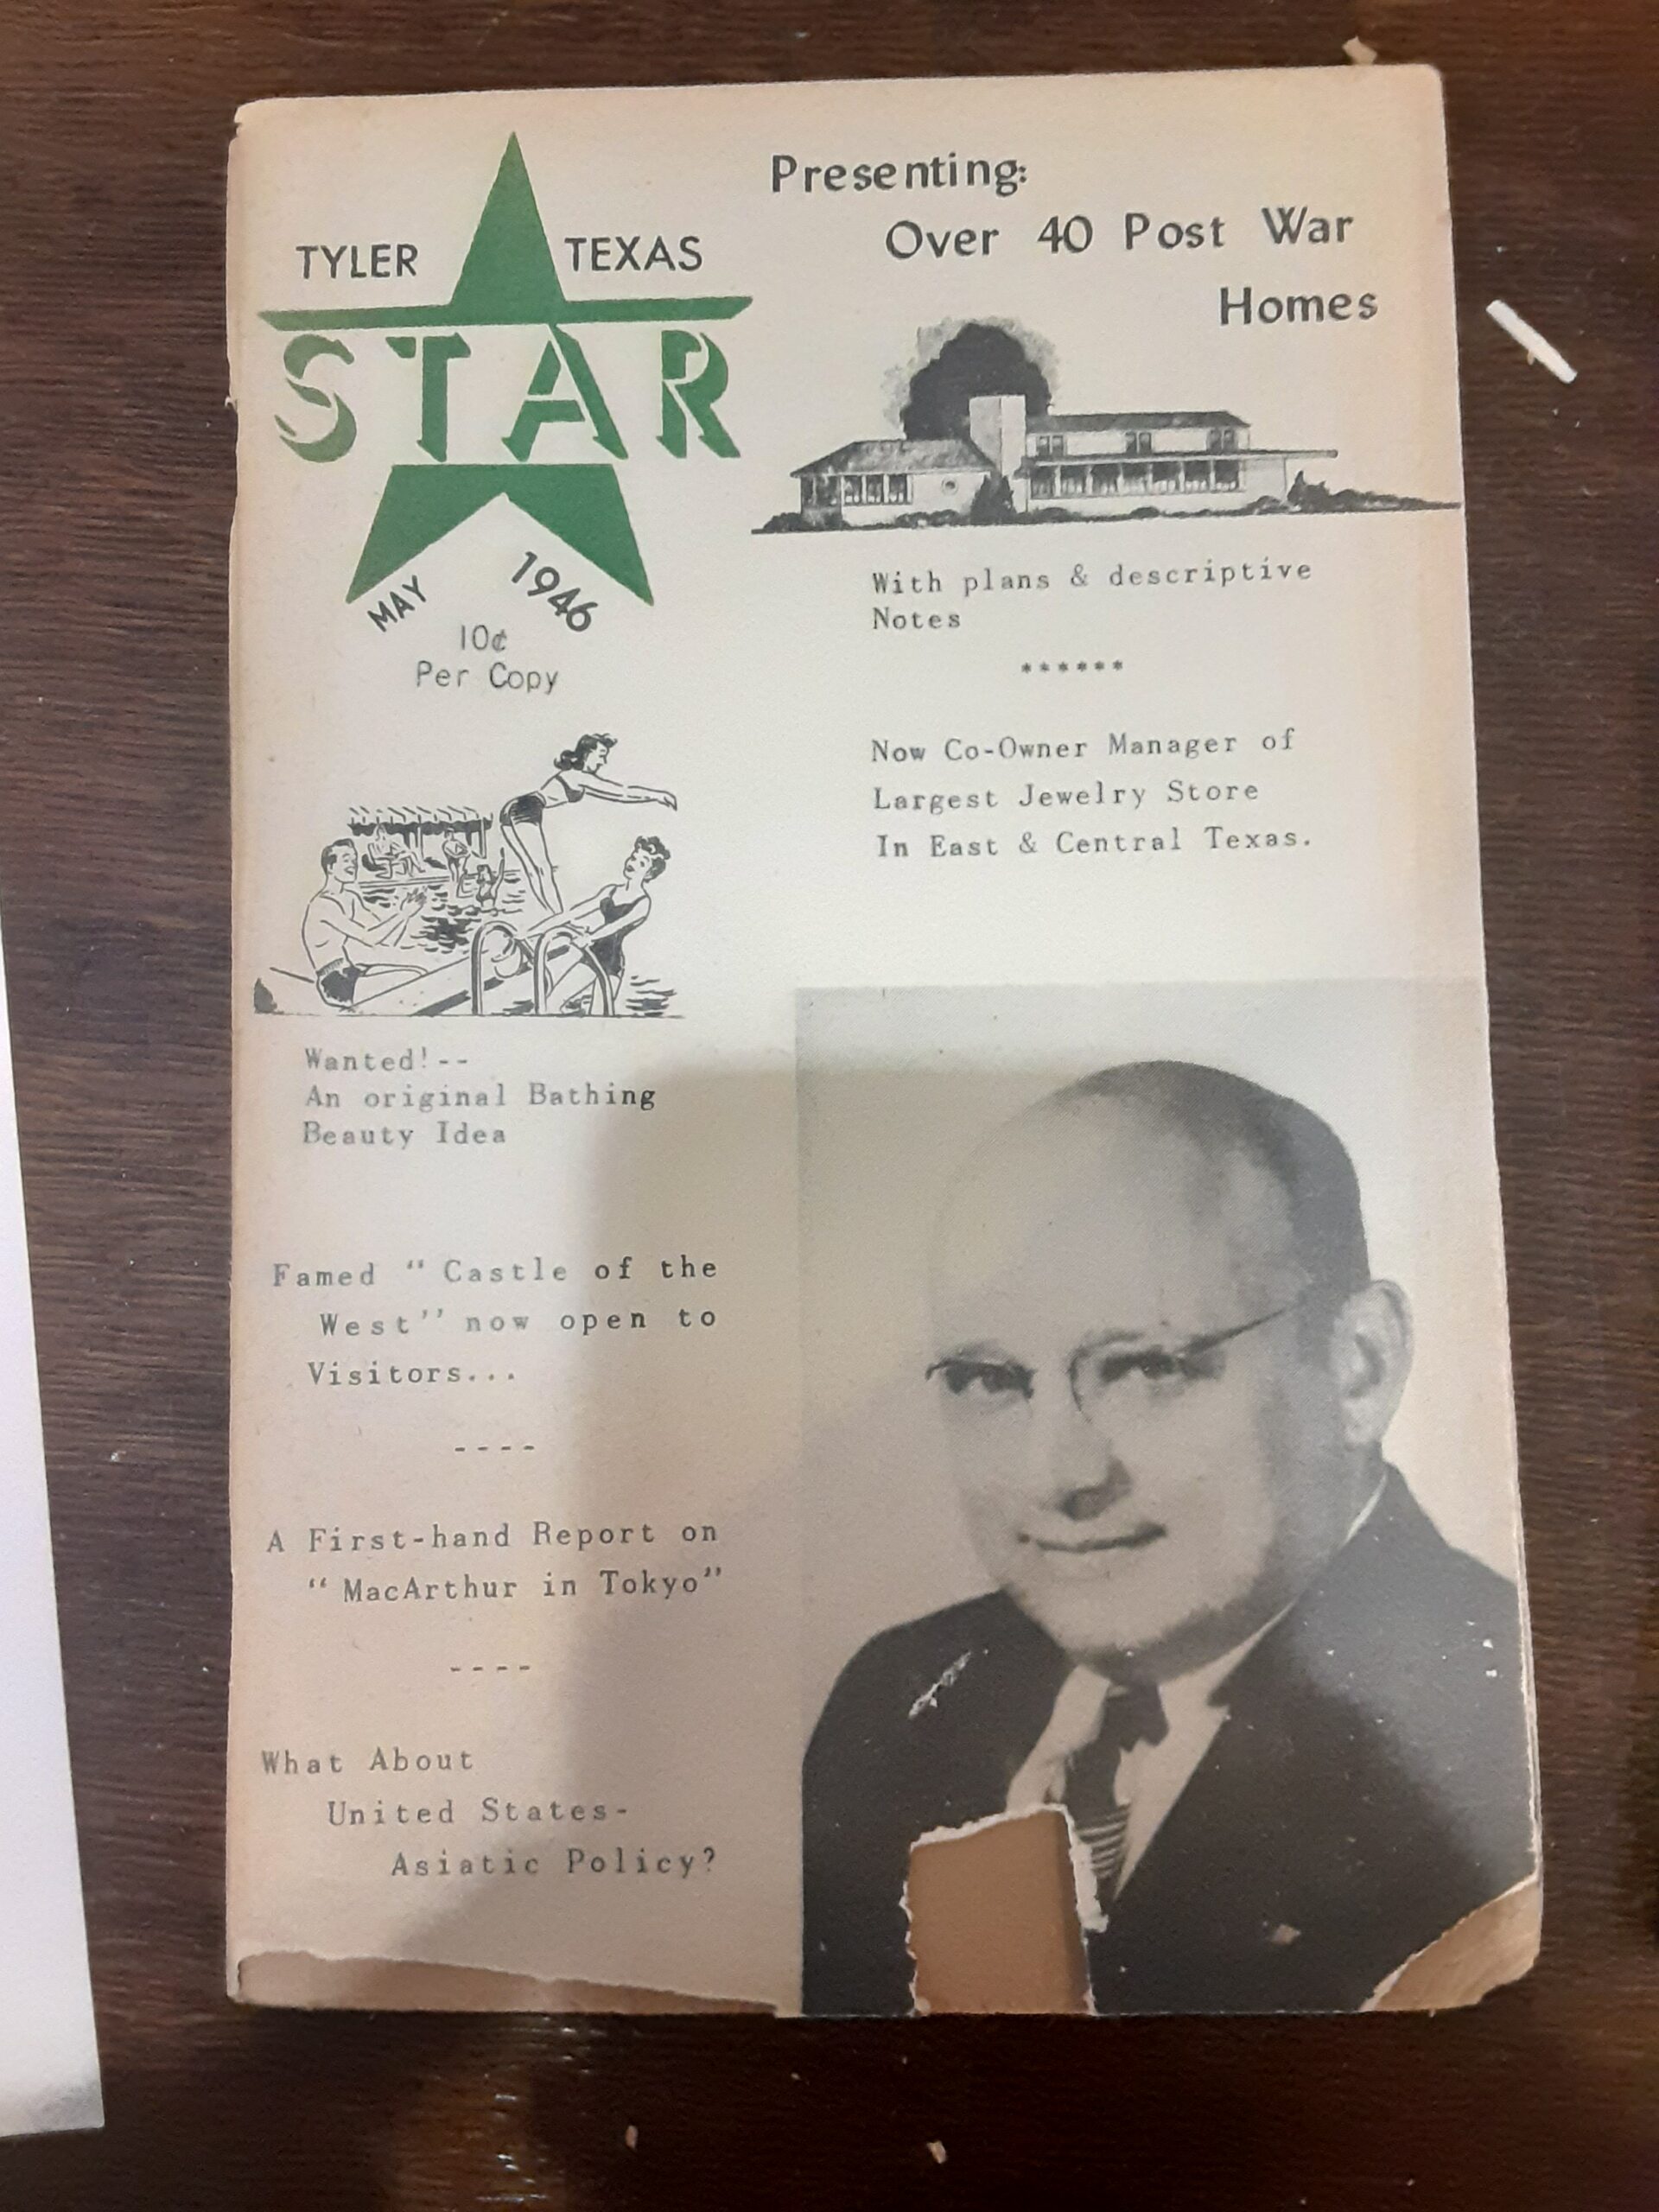 TYLER TEXAS
STAR
MAY 1946
10¢
Per Copy
Presenting:
Over 40 Post War
Homes
With plans & descriptive
Notes
******
Now Co-Owner Manager of
Largest Jewelry Store
In East & Central Texas.
Wanted!--
An original Bathing
Beauty Idea
Famed "Castle of the
West" now open to
Visitors...
----
A First-hand Report on
"MacArthur in Tokyo"
----
What About
United States-
Asiatic Policy?